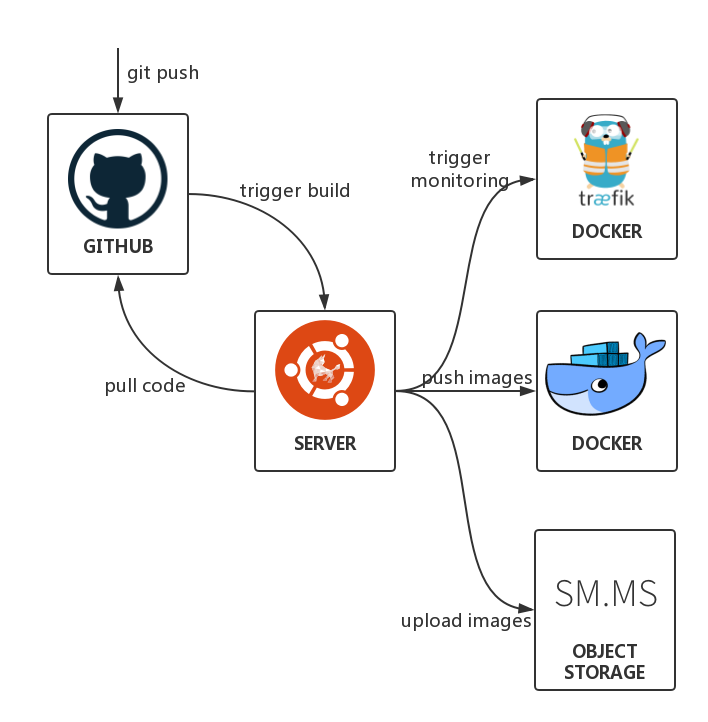 git push
GITHUB
trigger build
pull code
SERVER
trigger
monitoring
træfik
DOCKER
push images
DOCKER
upload images
SM.MS
OBJECT
STORAGE